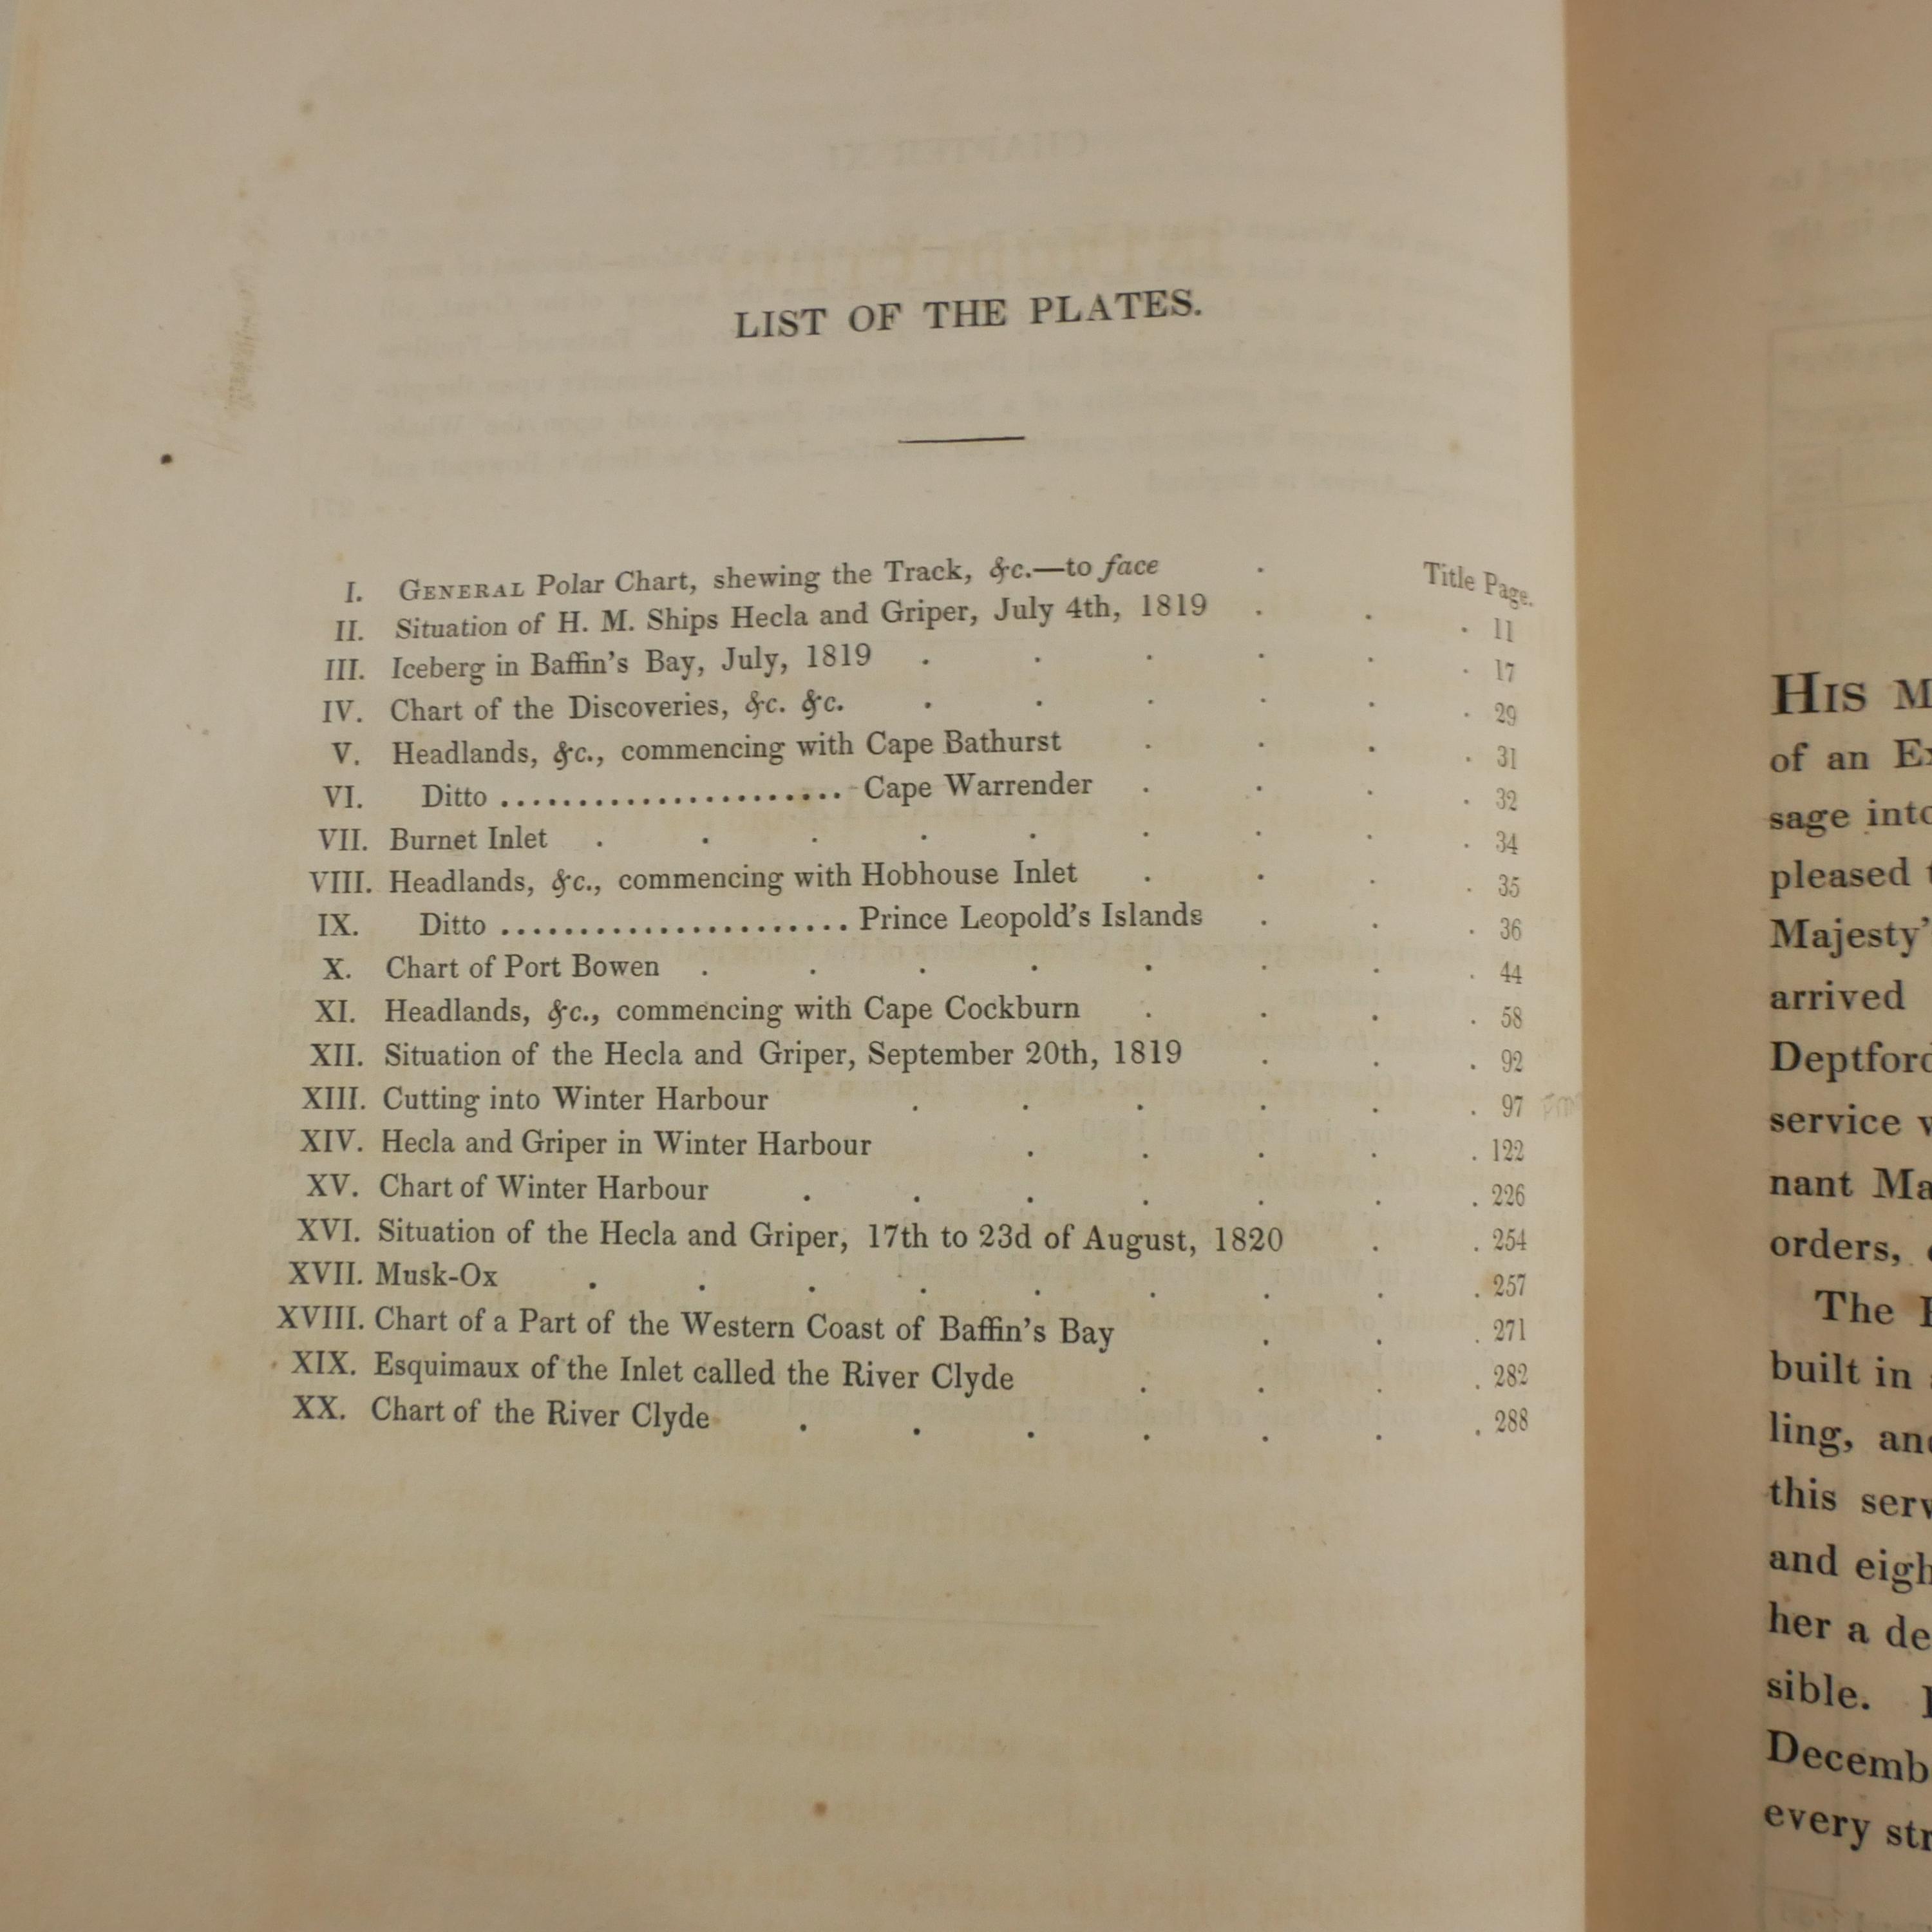 LIST OF THE PLATES.
I. GENERAL Polar Chart, shewing the Track, &c.—to face . Title Page.
II. Situation of H. M. Ships Hecla and Griper, July 4th, 1819 . . . 11
III. Iceberg in Baffin's Bay, July, 1819 . . . . . . 17
IV. Chart of the Discoveries, &c. &c. . . . . . . 29
V. Headlands, &c., commencing with Cape Bathurst . . . . 31
VI. Ditto ...................... Cape Warrender . . . . 32
VII. Burnet Inlet . . . . . . . . . 34
VIII. Headlands, &c., commencing with Hobhouse Inlet . . . . 35
IX. Ditto ...................... Prince Leopold's Islands . . . 36
X. Chart of Port Bowen . . . . . . . . 44
XI. Headlands, &c., commencing with Cape Cockburn . . . . 58
XII. Situation of the Hecla and Griper, September 20th, 1819 . . . 92
XIII. Cutting into Winter Harbour . . . . . . 97
XIV. Hecla and Griper in Winter Harbour . . . . . 122
XV. Chart of Winter Harbour . . . . . . . 226
XVI. Situation of the Hecla and Griper, 17th to 23d of August, 1820 . . 254
XVII. Musk-Ox . . . . . . . . . 257
XVIII. Chart of a Part of the Western Coast of Baffin's Bay . . . 271
XIX. Esquimaux of the Inlet called the River Clyde . . . . 282
XX. Chart of the River Clyde . . . . . . . 288
HIS M
of an Ex
sage into
pleased t
Majesty'
arrived
Deptford
service w
nant Ma
orders,
The
built in
ling, and
this serv
and eigh
her a de
sible.
Decemb
every str